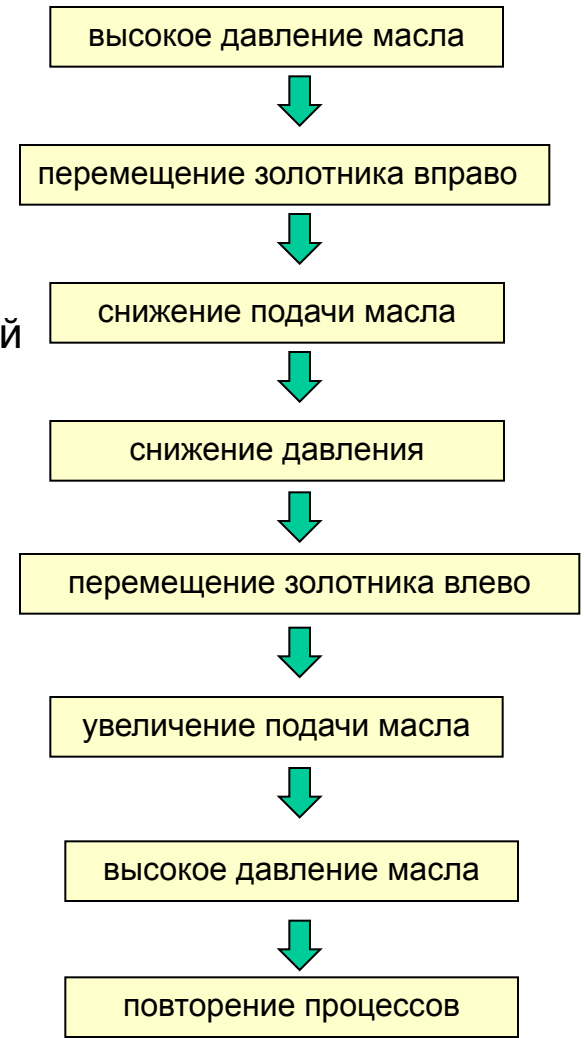 высокое давление масла
перемещение золотника вправо
снижение подачи масла
й
снижение давления
перемещение золотника влево
увеличение подачи масла
высокое давление масла
повторение процессов